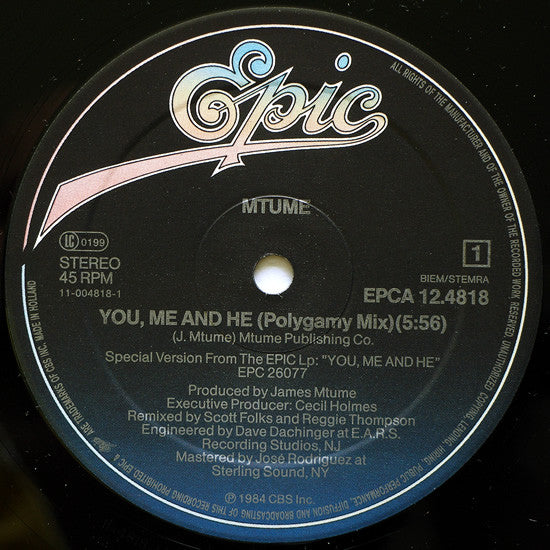 Epic
MTUME
LC 0199
STEREO
45 RPM
11-004818-1
1
BIEM/STEMRA
EPCA 12.4818
YOU, ME AND HE (Polygamy Mix)(5:56)
(J. Mtume) Mtume Publishing Co.
Special Version From The EPIC Lp: "YOU, ME AND HE"
EPC 26077
Produced by James Mtume
Executive Producer: Cecil Holmes
Remixed by Scott Folks and Reggie Thompson
Engineered by Dave Dachinger at E.A.R.S.
Recording Studios, NJ
Mastered by José Rodriguez at
Sterling Sound, NY
℗ 1984 CBS Inc.
ALL RIGHTS OF THE MANUFACTURER AND OF THE OWNER OF THE RECORDED WORK RESERVED UNAUTHORIZED COPYING, LENDING, HIRING PUBLIC PERFORMANCE, DIFFUSION AND BROADCASTING OF THIS RECORDING PROHIBITED EPIC & ARE TRADEMARKS OF CBS INC. MADE IN HOLLAND